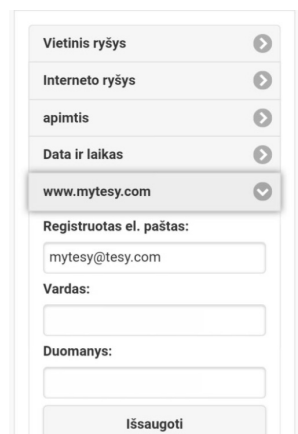 Vietinis ryšys
Interneto ryšys
apimtis
Data ir laikas
www.mytesy.com
Registruotas el. paštas:
mytesy@tesy.com
Vardas:
Duomanys:
Išsaugoti